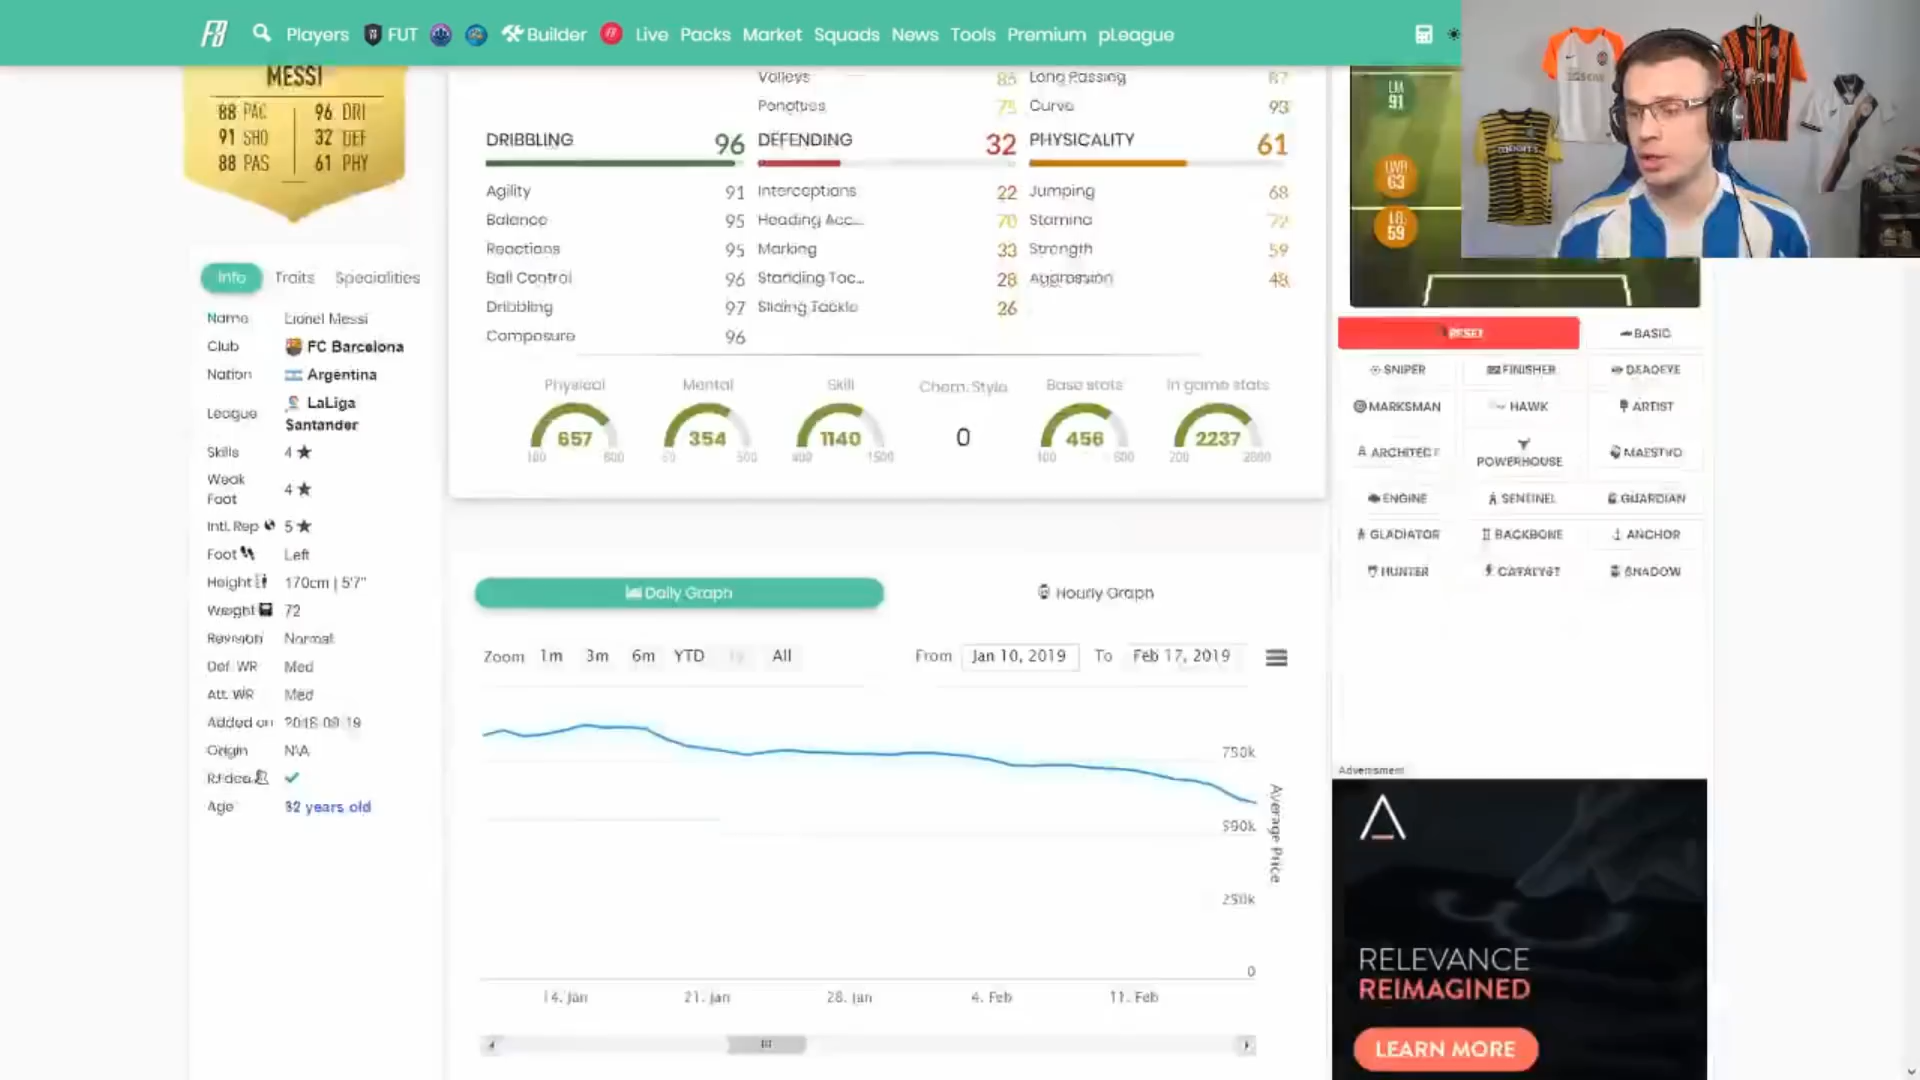 Players FUT Builder Live Packs Market Squads News Tools Premium pLeague
MESSI
88 PAC 96 DRI
91 SHO 32 DEF
88 PAS 61 PHY
Volleys 85 Long Passing 87
Penalties 75 Curve 93
DRIBBLING 96 DEFENDING 32 PHYSICALITY 61
Agility 91 Interceptions 22 Jumping 68
Balance 95 Heading Acc... 70 Stamina 72
Reactions 95 Marking 33 Strength 59
Ball Control 96 Standing Tac... 28 Aggression 48
Dribbling 97 Sliding Tackle 26
Composure 96
Physical Mental Skill Chem. Style Base stats In game stats
657 354 1140 0 456 2237
Info Traits Specialities
Name Lionel Messi
Club FC Barcelona
Nation Argentina
League LaLiga
Santander
Skills 4
Weak
Foot 4
Intl. Rep 5
Foot Left
Height 170cm | 5'7"
Weight 72
Revision Normal
Def. WR Med
Att. WR Med
Added on
Origin N\A
Age 32 years old
Daily Graph Hourly Graph
Zoom 1m 3m 6m YTD All From Jan 10, 2019 To Feb 17, 2019
250k
0
Average Price
14. Jan 21. Jan 28. Jan 4. Feb 11. Feb
LM
91
LWB
63
LB
59
RESET BASIC
SNIPER FINISHER DEADEYE
MARKSMAN HAWK ARTIST
ARCHITECT POWERHOUSE MAESTRO
ENGINE SENTINEL GUARDIAN
GLADIATOR BACKBONE ANCHOR
HUNTER CATALYST SHADOW
RELEVANCE
REIMAGINED
LEARN MORE